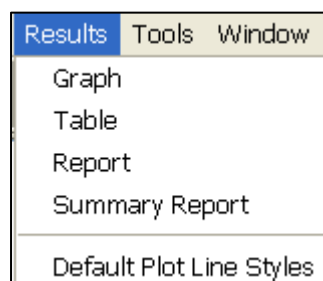 Results Tools Window
Graph
Table
Report
Summary Report
Default Plot Line Styles